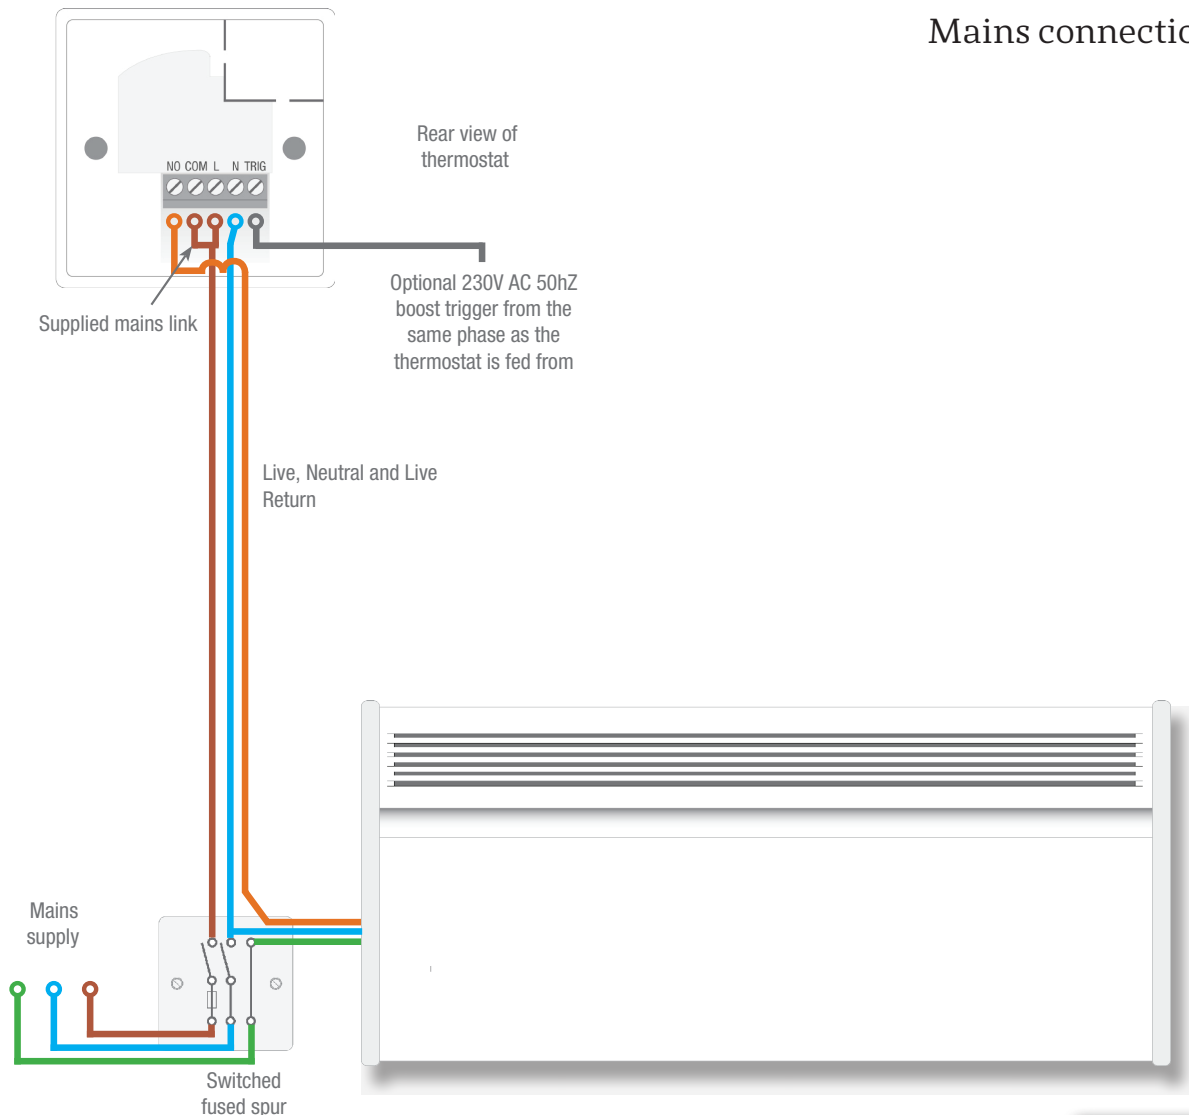 Mains connectio
Rear view of
thermostat
NO COM L N TRIG
Optional 230V AC 50hZ
boost trigger from the
same phase as the
thermostat is fed from
Supplied mains link
Live, Neutral and Live
Return
Mains
supply
Switched
fused spur